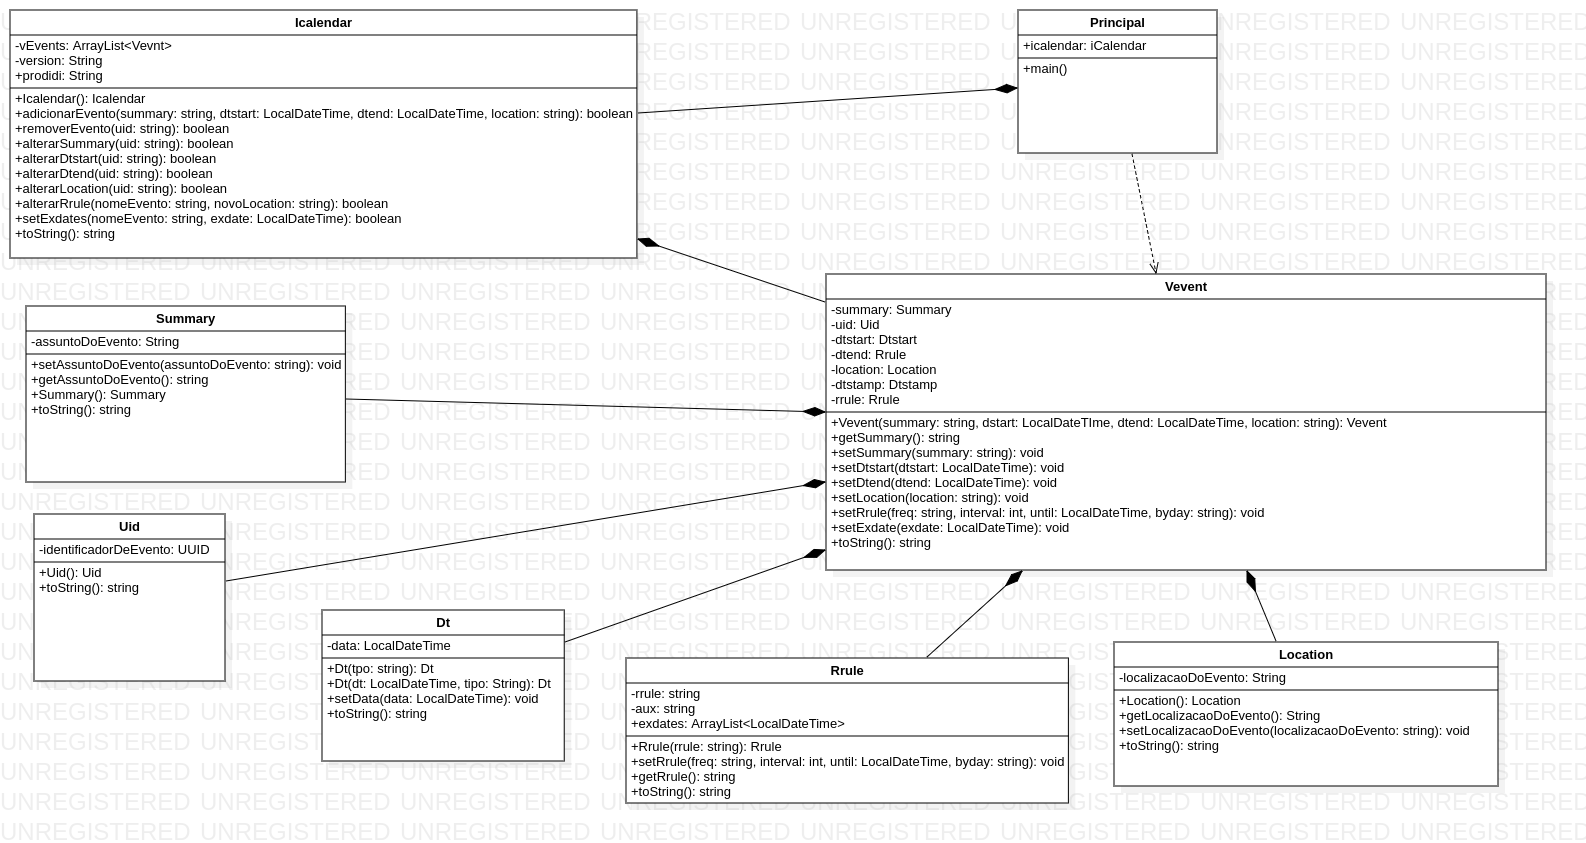 Icalendar
-vEvents: ArrayList<Vevnt>
-version: String
+prodidi: String
+Icalendar(): Icalendar
+adicionarEvento(summary: string, dtstart: LocalDateTime, dtend: LocalDateTime, location: string): boolean
+removerEvento(uid: string): boolean
+alterarSummary(uid: string): boolean
+alterarDtstart(uid: string): boolean
+alterarDtend(uid: string): boolean
+alterarLocation(uid: string): boolean
+alterarRrule(nomeEvento: string, novoLocation: string): boolean
+setExdates(nomeEvento: string, exdate: LocalDateTime): boolean
+toString(): string
Principal
+icalendar: iCalendar
+main()
Vevent
-summary: Summary
-uid: Uid
-dtstart: Dtstart
-dtend: Rrule
-location: Location
-dtstamp: Dtstamp
-rrule: Rrule
+Vevent(summary: string, dstart: LocalDateTIme, dtend: LocalDateTime, location: string): Vevent
+getSummary(): string
+setSummary(summary: string): void
+setDtstart(dtstart: LocalDateTime): void
+setDtend(dtend: LocalDateTime): void
+setLocation(location: string): void
+setRrule(freq: string, interval: int, until: LocalDateTime, byday: string): void
+setExdate(exdate: LocalDateTime): void
+toString(): string
Summary
-assuntoDoEvento: String
+setAssuntoDoEvento(assuntoDoEvento: string): void
+getAssuntoDoEvento(): string
+Summary(): Summary
+toString(): string
Uid
-identificadorDeEvento: UUID
+Uid(): Uid
+toString(): string
Dt
-data: LocalDateTime
+Dt(tpo: string): Dt
+Dt(dt: LocalDateTime, tipo: String): Dt
+setData(data: LocalDateTime): void
+toString(): string
Rrule
-rrule: string
-aux: string
+exdates: ArrayList<LocalDateTime>
+Rrule(rrule: string): Rrule
+setRrule(freq: string, interval: int, until: LocalDateTime, byday: string): void
+getRrule(): string
+toString(): string
Location
-localizacaoDoEvento: String
+Location(): Location
+getLocalizacaoDoEvento(): String
+setLocalizacaoDoEvento(localizacaoDoEvento: string): void
+toString(): string
UNREGISTERED